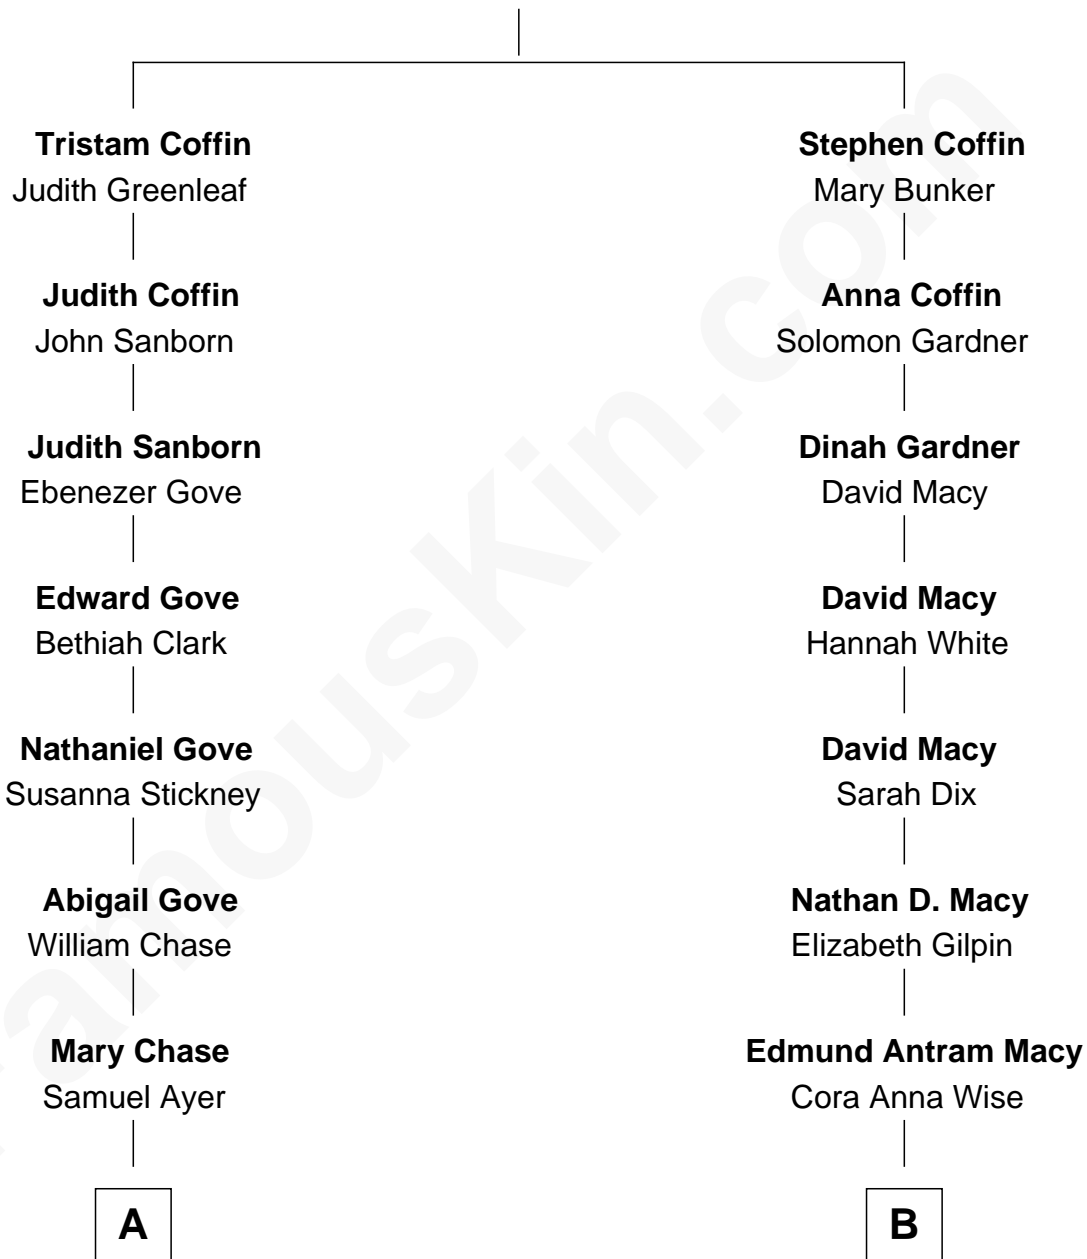 Tristam Coffin
Judith Greenleaf
Judith Coffin
John Sanborn
Judith Sanborn
Ebenezer Gove
Edward Gove
Bethiah Clark
Nathaniel Gove
Susanna Stickney
Abigail Gove
William Chase
Mary Chase
Samuel Ayer
A
Stephen Coffin
Mary Bunker
Anna Coffin
Solomon Gardner
Dinah Gardner
David Macy
David Macy
Hannah White
David Macy
Sarah Dix
Nathan D. Macy
Elizabeth Gilpin
Edmund Antram Macy
Cora Anna Wise
B
famouskin.com